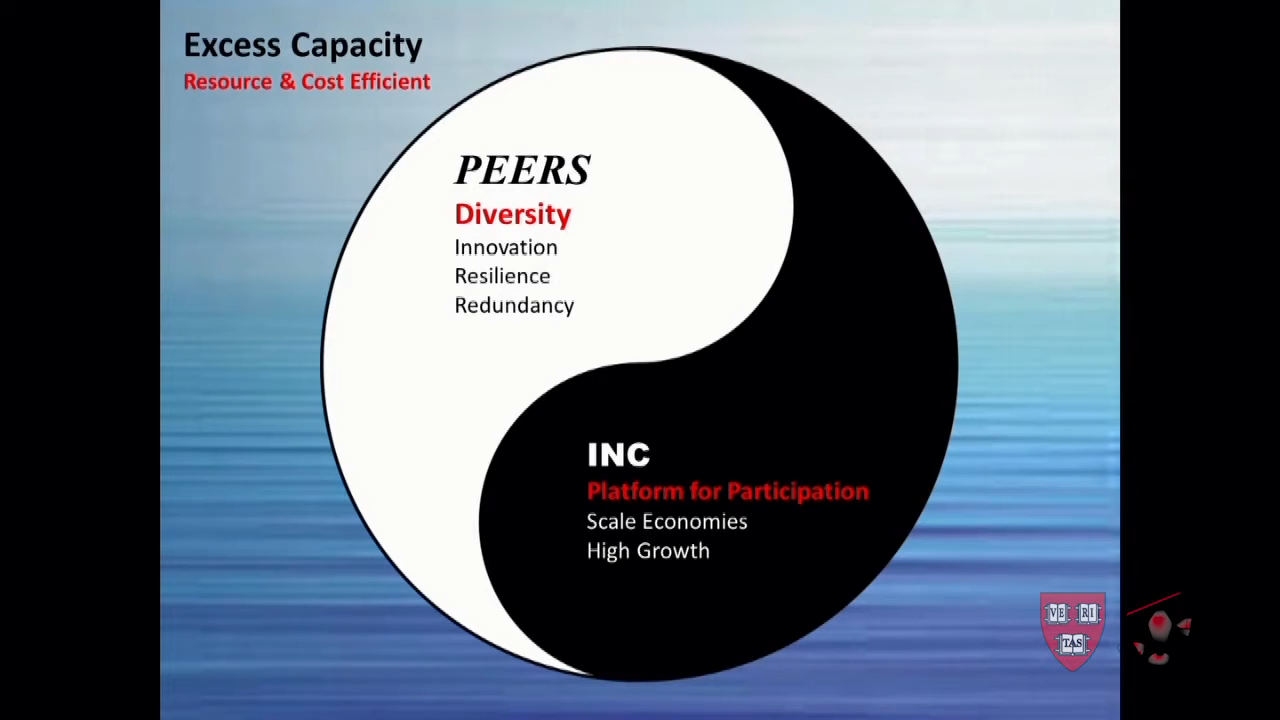 Excess Capacity
Resource & Cost Efficient
PEERS
Diversity
Innovation
Resilience
Redundancy
INC
Platform for Participation
Scale Economies
High Growth
VE RI
TAS